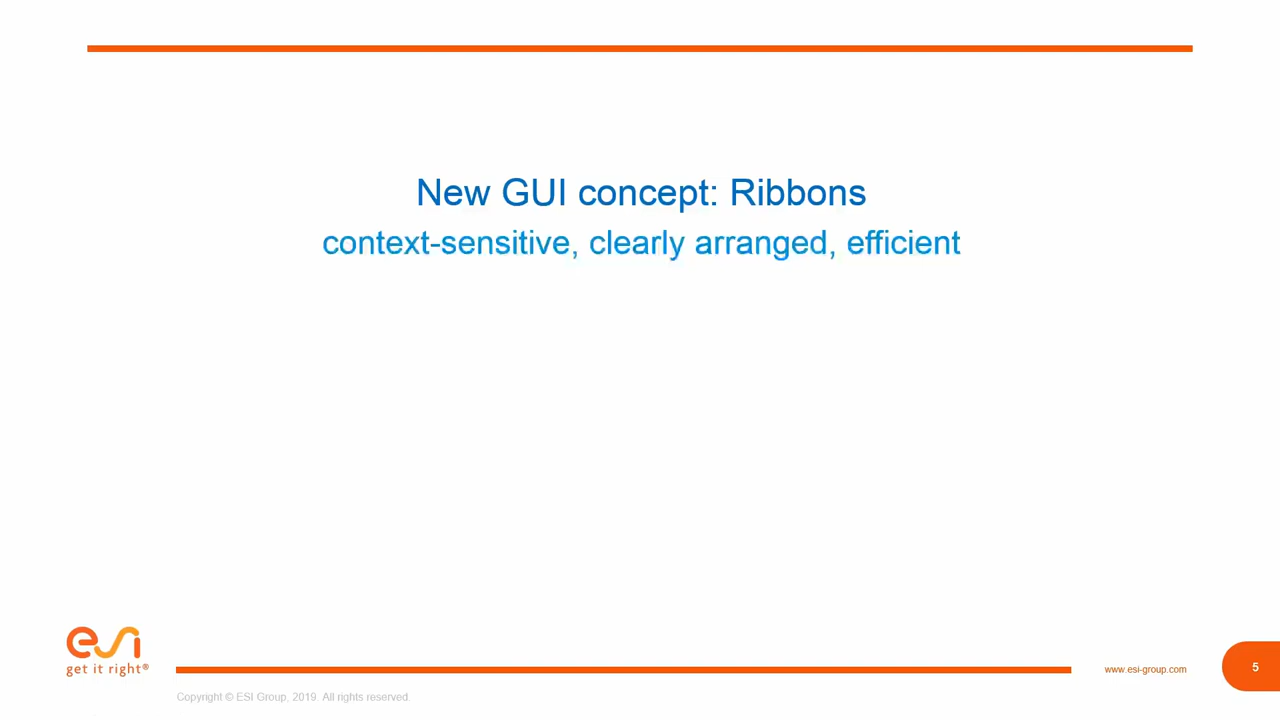 New GUI concept: Ribbons
context-sensitive, clearly arranged, efficient
esi
get it right®
www.esi-group.com
5
Copyright © ESI Group, 2019. All rights reserved.